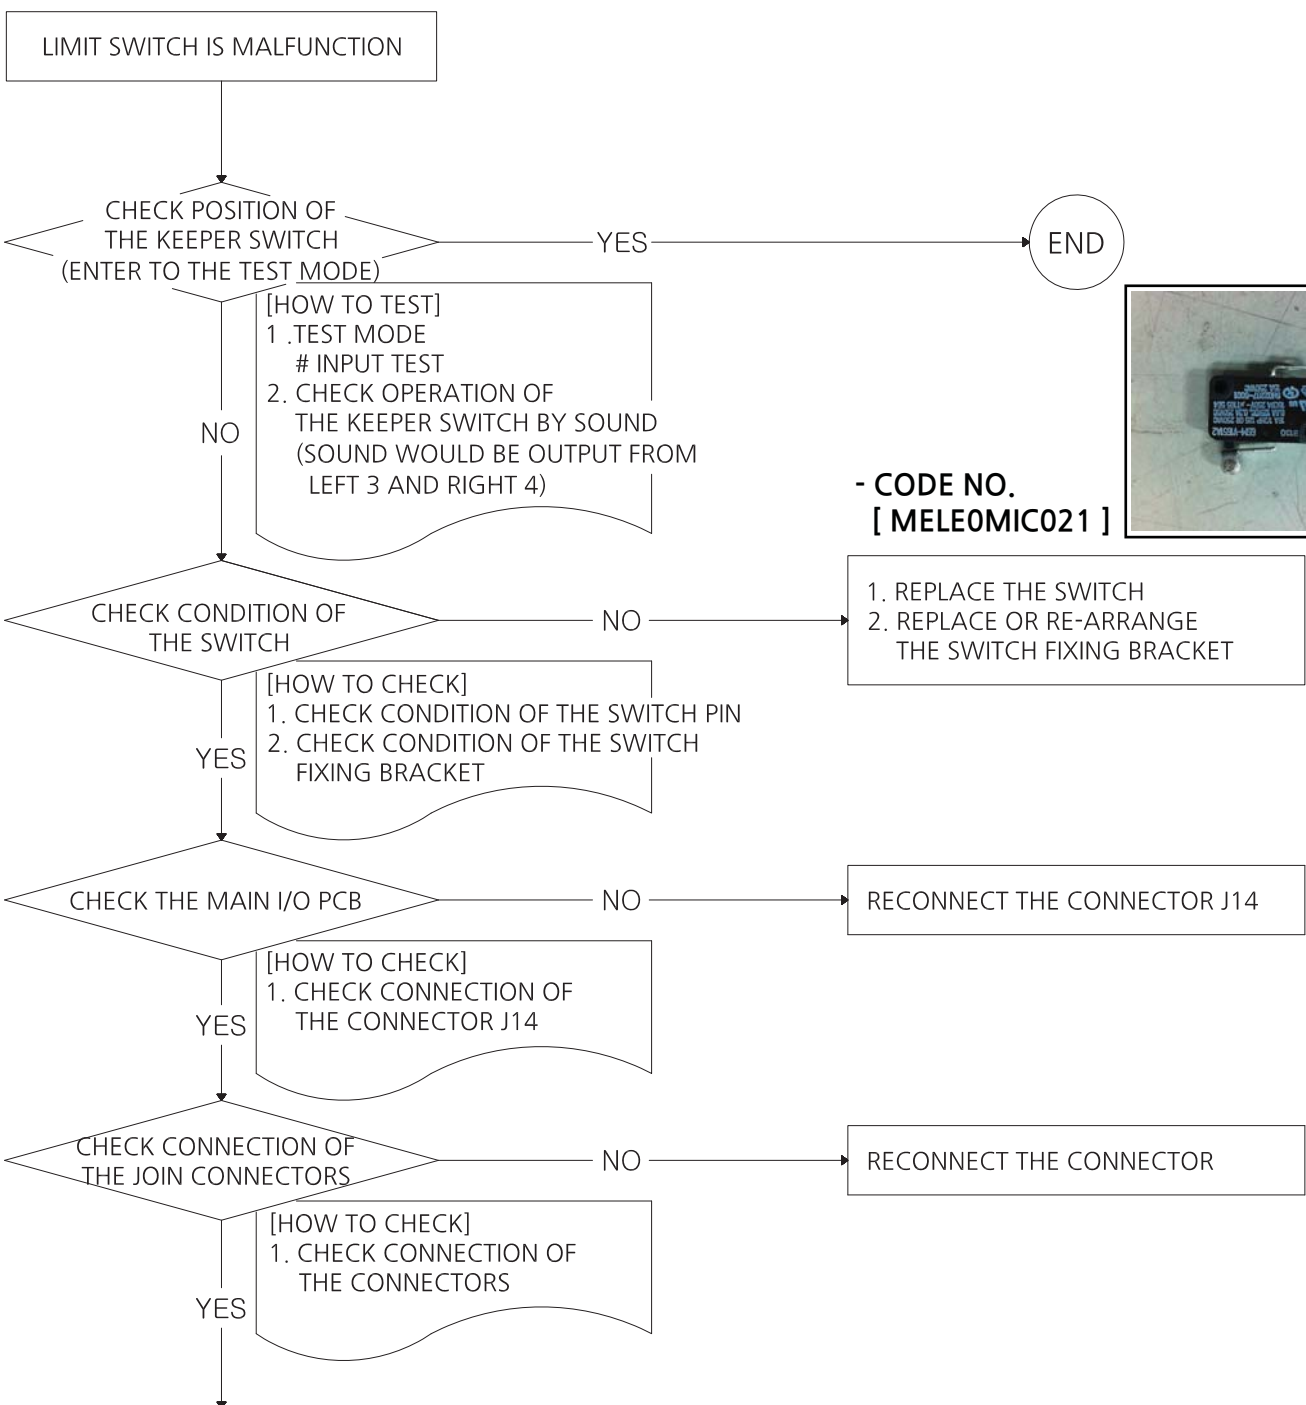 LIMIT SWITCH IS MALFUNCTION
CHECK POSITION OF
THE KEEPER SWITCH
(ENTER TO THE TEST MODE)
YES
END
[HOW TO TEST]
1 .TEST MODE
# INPUT TEST
2. CHECK OPERATION OF
THE KEEPER SWITCH BY SOUND
(SOUND WOULD BE OUTPUT FROM
LEFT 3 AND RIGHT 4)
NO
- CODE NO.
[ MELE0MIC021 ]
CHECK CONDITION OF
THE SWITCH
NO
1. REPLACE THE SWITCH
2. REPLACE OR RE-ARRANGE
THE SWITCH FIXING BRACKET
[HOW TO CHECK]
1. CHECK CONDITION OF THE SWITCH PIN
2. CHECK CONDITION OF THE SWITCH
FIXING BRACKET
YES
CHECK THE MAIN I/O PCB
NO
RECONNECT THE CONNECTOR J14
[HOW TO CHECK]
1. CHECK CONNECTION OF
THE CONNECTOR J14
YES
CHECK CONNECTION OF
THE JOIN CONNECTORS
NO
RECONNECT THE CONNECTOR
[HOW TO CHECK]
1. CHECK CONNECTION OF
THE CONNECTORS
YES